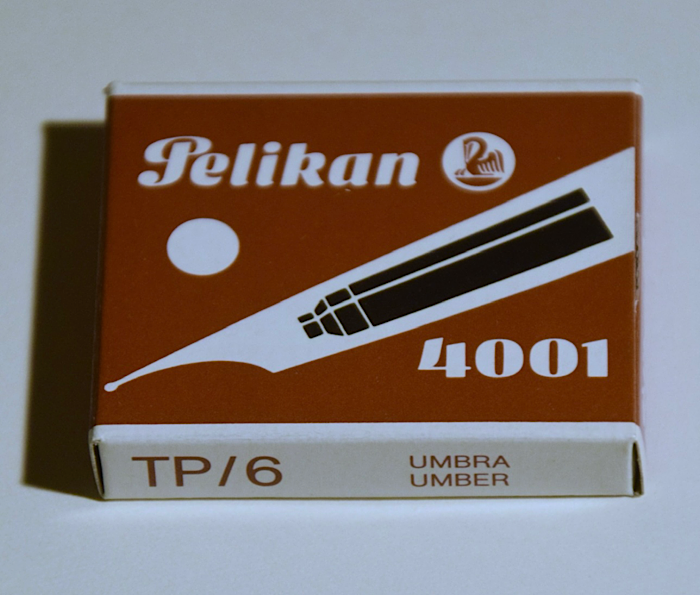 Pelikan
4001
TP/6
UMBRA
UMBER